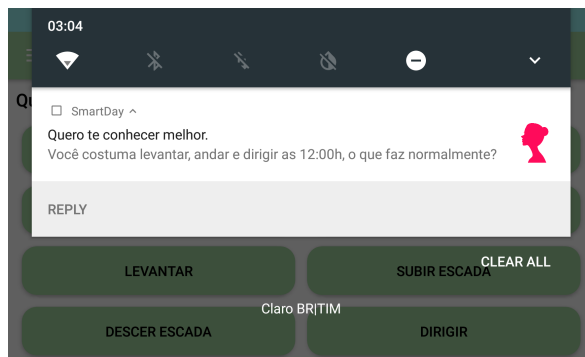 03:04
SmartDay
Quero te conhecer melhor.
Você costuma levantar, andar e dirigir as 12:00h, o que faz normalmente?
REPLY
CLEAR ALL
LEVANTAR
SUBIR ESCADA
Claro BR|TIM
DESCER ESCADA
DIRIGIR